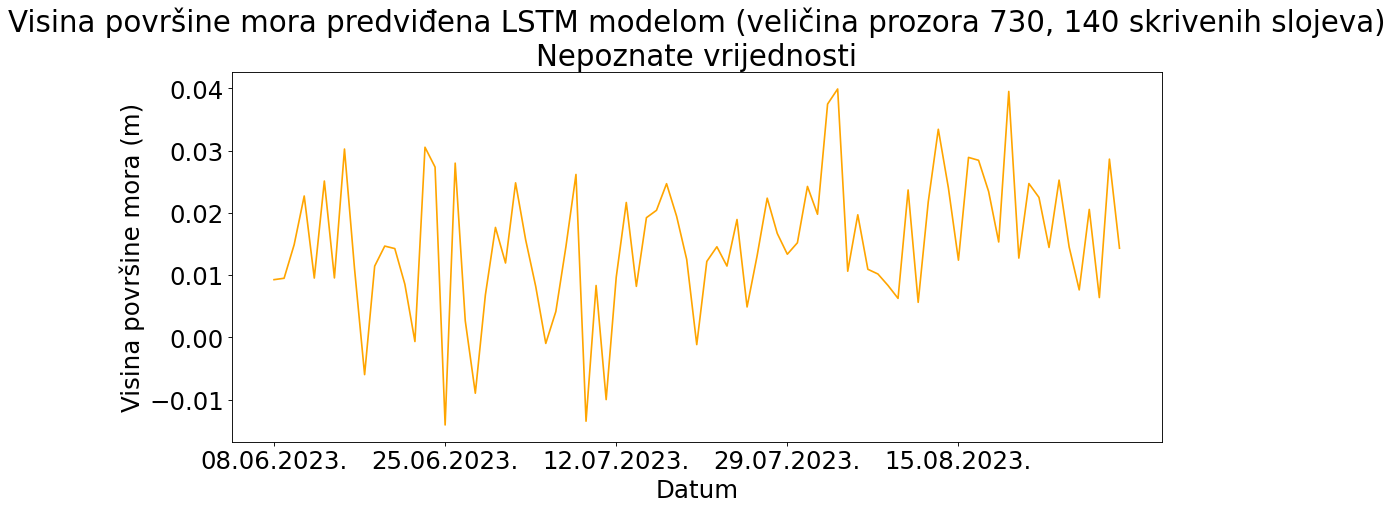 Visina površine mora predviđena LSTM modelom (veličina prozora 730, 140 skrivenih slojeva)
Nepoznate vrijednosti
Visina površine mora (m)
0.04
0.03
0.02
0.01
0.00
−0.01
08.06.2023. 25.06.2023. 12.07.2023. 29.07.2023. 15.08.2023.
Datum